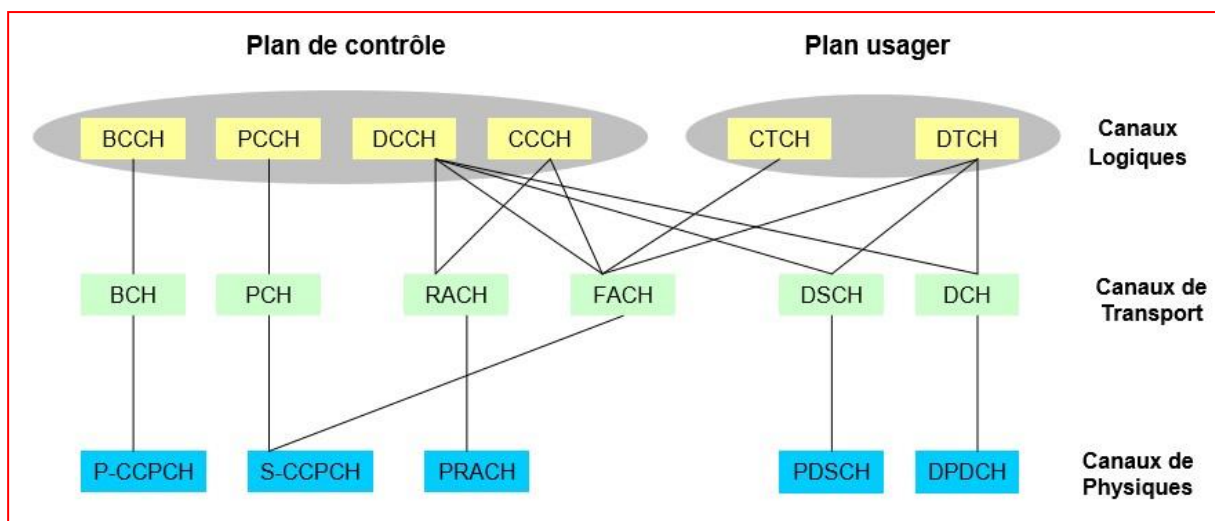 Plan de contrôle
Plan usager
BCCH
PCCH
DCCH
CCCH
CTCH
DTCH
Canaux
Logiques
BCH
PCH
RACH
FACH
DSCH
DCH
Canaux de
Transport
P-CCPCH
S-CCPCH
PRACH
PDSCH
DPDCH
Canaux de
Physiques